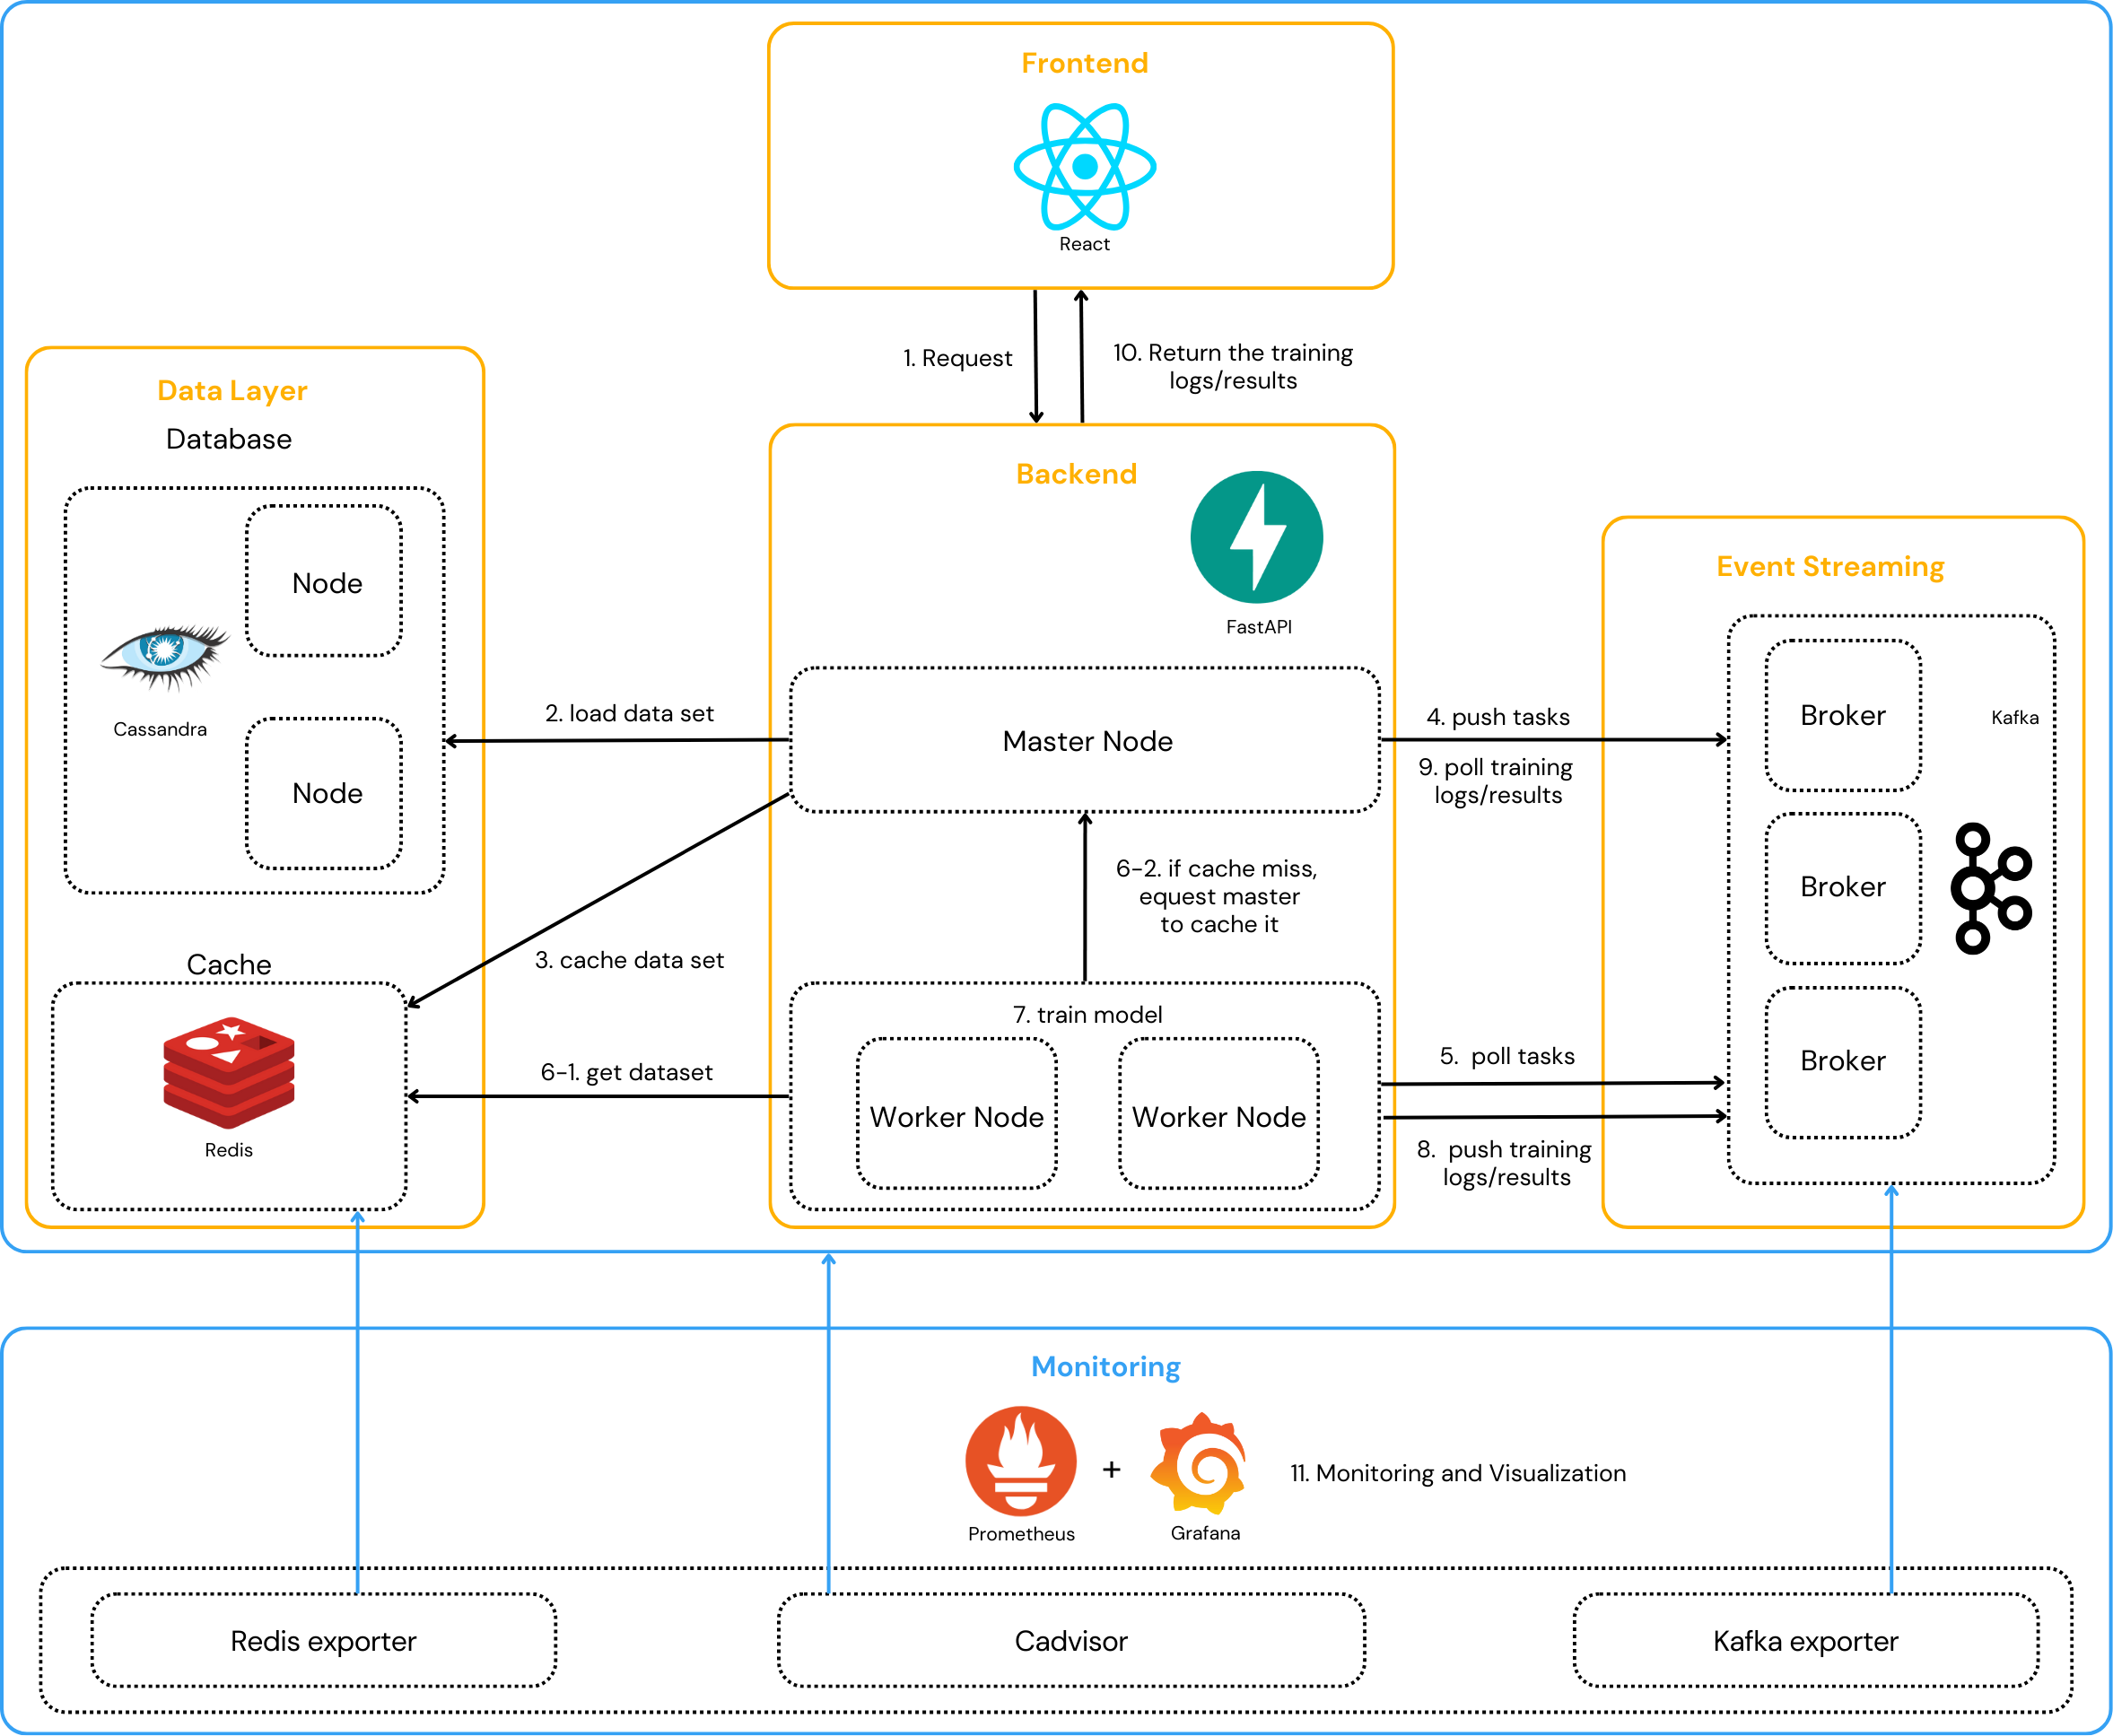 Frontend
React
1. Request
10. Return the training
logs/results
Data Layer
Database
Node
Cassandra
Node
Cache
Redis
2. load data set
3. cache data set
6-1. get dataset
Backend
FastAPI
Master Node
6-2. if cache miss,
equest master
to cache it
7. train model
Worker Node
Worker Node
4. push tasks
9. poll training
logs/results
5. poll tasks
8. push training
logs/results
Event Streaming
Broker
Kafka
Broker
Broker
Monitoring
Prometheus
+
Grafana
11. Monitoring and Visualization
Redis exporter
Cadvisor
Kafka exporter